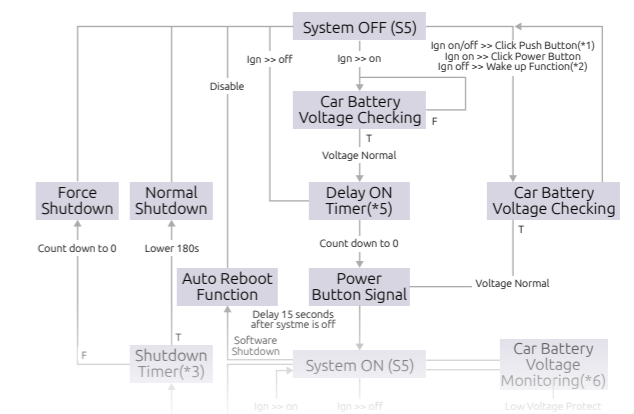 System OFF (S5)
Ign on/off >> Click Push Button(*1)
Ign on >> Click Power Button
Ign off >> Wake up Function(*2)
Ign >> off
Ign >> on
Disable
Car Battery
Voltage Checking
F
T
Voltage Normal
Force
Shutdown
Normal
Shutdown
Delay ON
Timer(*5)
Car Battery
Voltage Checking
T
Count down to 0
Lower 180s
Count down to 0
Auto Reboot
Function
Power
Button Signal
Voltage Normal
Delay 15 seconds
after systme is off
Software
Shutdown
T
F
Shutdown
Timer(*3)
System ON (S5)
Car Battery
Voltage
Monitoring(*6)
Ign >> on
Ign >> off
Low Voltage Protect